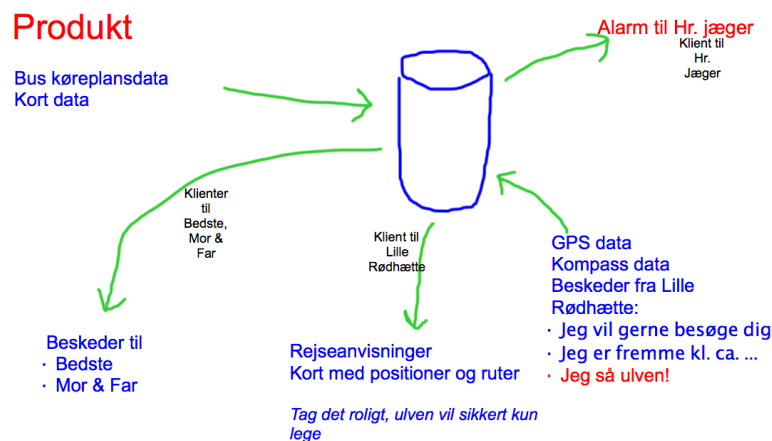 Produkt
Alarm til Hr. jæger
Klient til
Hr.
Jæger
Bus køreplansdata
Kort data
Klienter
til
Bedste,
Mor &
Far
Klient til
Lille
Rødhætte
GPS data
Kompass data
Beskeder fra Lille
Rødhætte:
· Jeg vil gerne besøge dig
· Jeg er fremme kl. ca. ...
· Jeg så ulven!
Beskeder til
· Bedste
· Mor & Far
Rejseanvisninger
Kort med positioner og ruter
Tag det roligt, ulven vil sikkert kun
lege